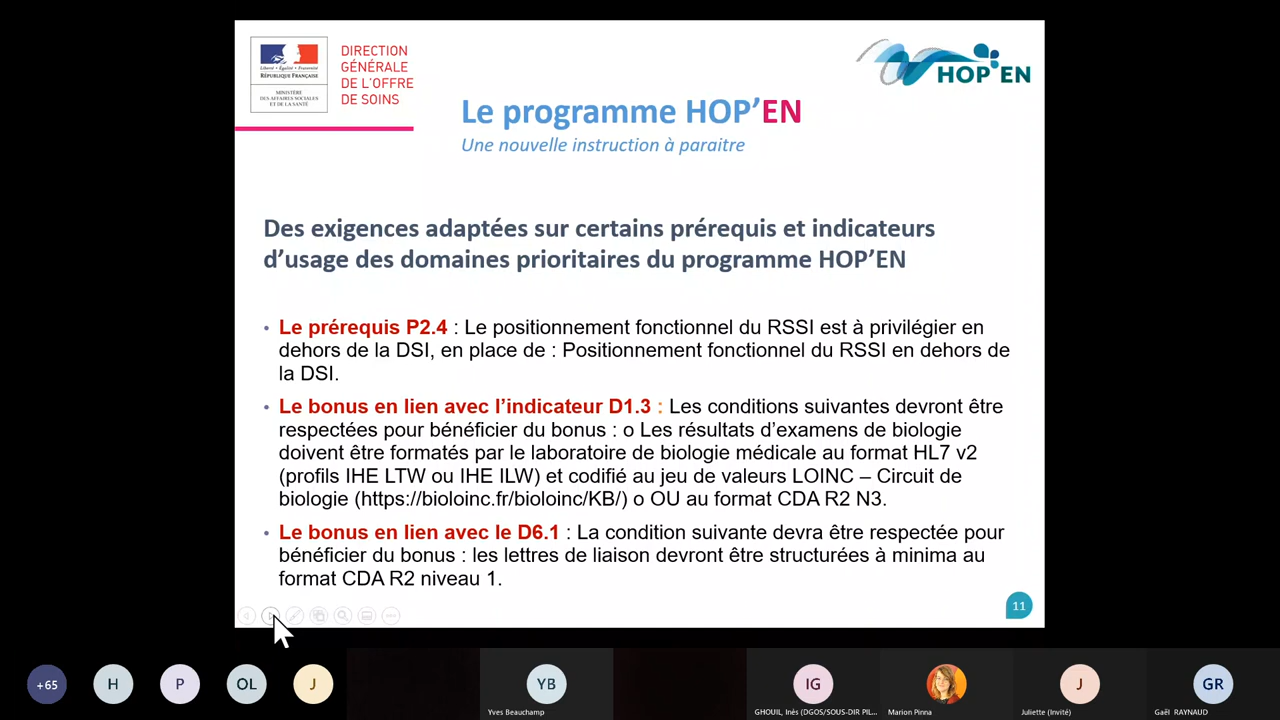 Liberté • Égalité • Fraternité
RÉPUBLIQUE FRANÇAISE
MINISTÈRE
DES AFFAIRES SOCIALES
ET DE LA SANTÉ
DIRECTION
GÉNÉRALE
DE L'OFFRE
DE SOINS
HOP'EN
Le programme HOP'EN
Une nouvelle instruction à paraitre
Des exigences adaptées sur certains prérequis et indicateurs
d'usage des domaines prioritaires du programme HOP'EN
• Le prérequis P2.4 : Le positionnement fonctionnel du RSSI est à privilégier en
dehors de la DSI, en place de : Positionnement fonctionnel du RSSI en dehors de
la DSI.
• Le bonus en lien avec l'indicateur D1.3 : Les conditions suivantes devront être
respectées pour bénéficier du bonus : o Les résultats d'examens de biologie
doivent être formatés par le laboratoire de biologie médicale au format HL7 v2
(profils IHE LTW ou IHE ILW) et codifié au jeu de valeurs LOINC – Circuit de
biologie (https://bioloinc.fr/bioloinc/KB/) o OU au format CDA R2 N3.
• Le bonus en lien avec le D6.1 : La condition suivante devra être respectée pour
bénéficier du bonus : les lettres de liaison devront être structurées à minima au
format CDA R2 niveau 1.
11
+65
H
P
OL
J
YB
Yves Beauchamp
IG
GHOUIL, Inès (DGOS/SOUS-DIR PIL...
Marion Pinna
J
Juliette (Invité)
GR
Gaël RAYNAUD